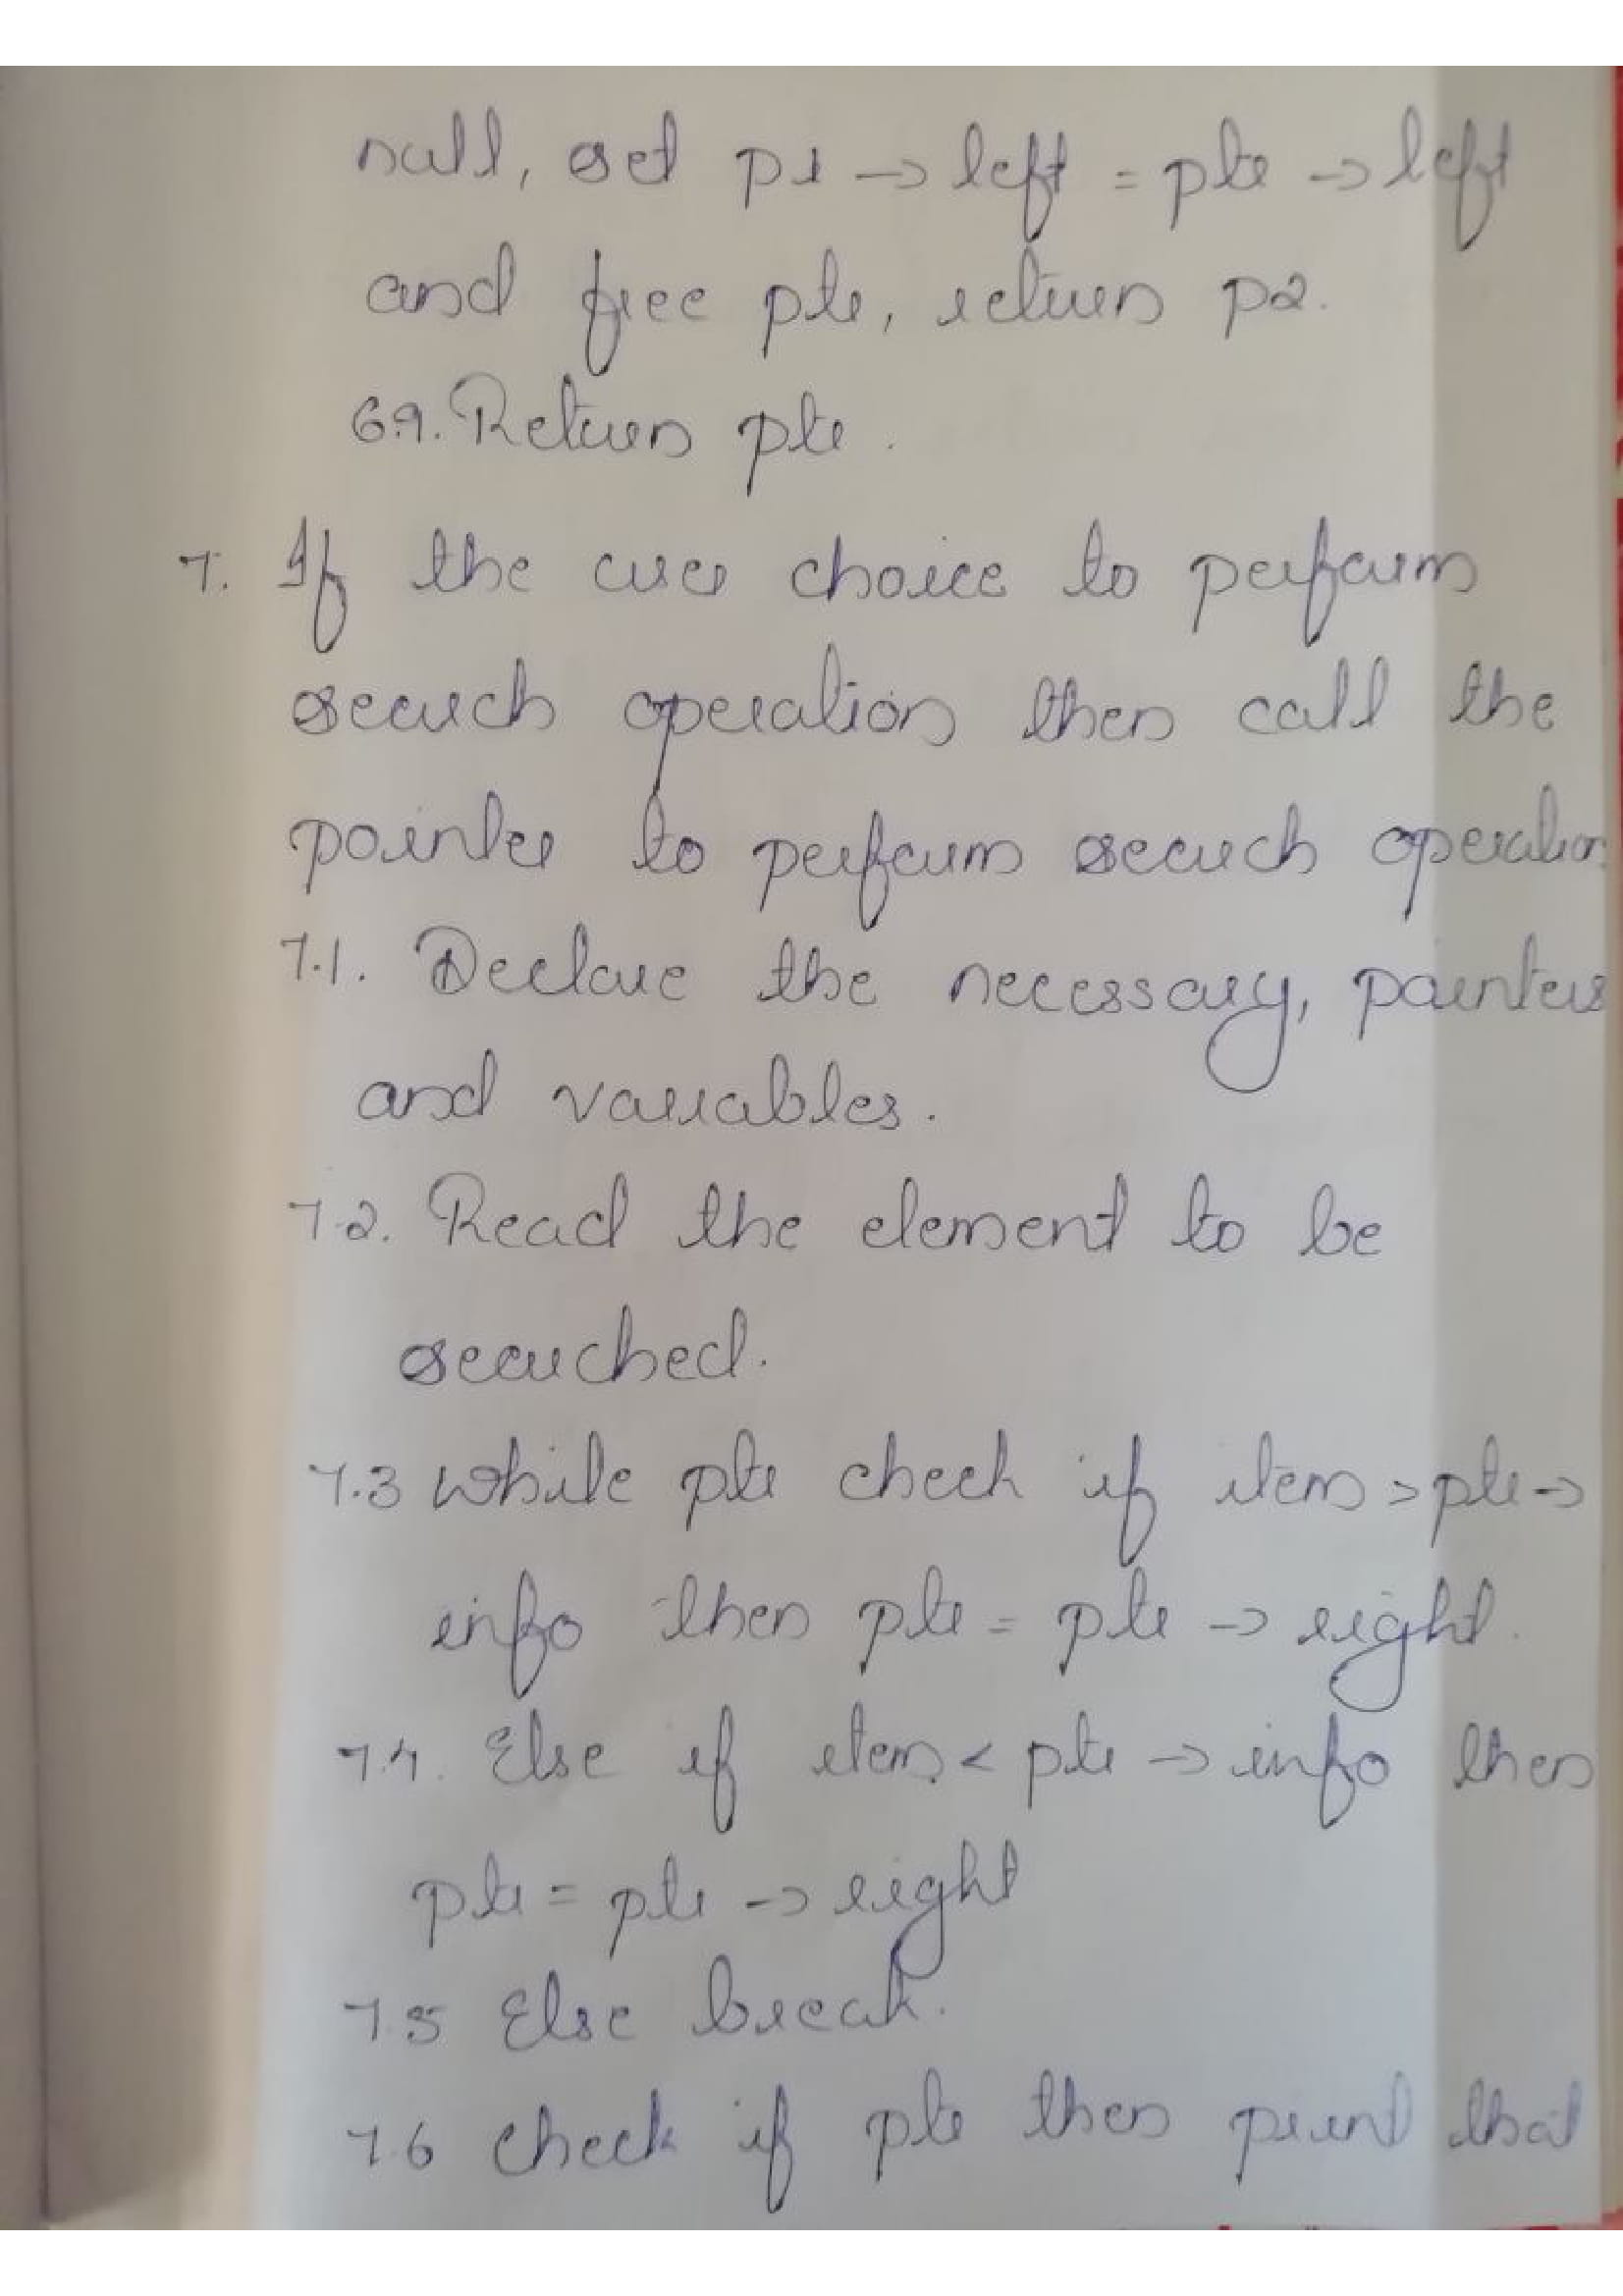 null, set p1 → left = ptr → left
and free ptr, return p2.
6.9. Return ptr.
7. If the user choice to perform
search operation then call the
pointer to perform search operation
7.1. Declare the necessary, pointers
and variables.
7.2. Read the element to be
searched.
7.3 while ptr check if item > ptr →
info then ptr = ptr → right.
7.4. Else if item < ptr → info then
ptr = ptr → right
7.5 Else break.
7.6 check if ptr then print that